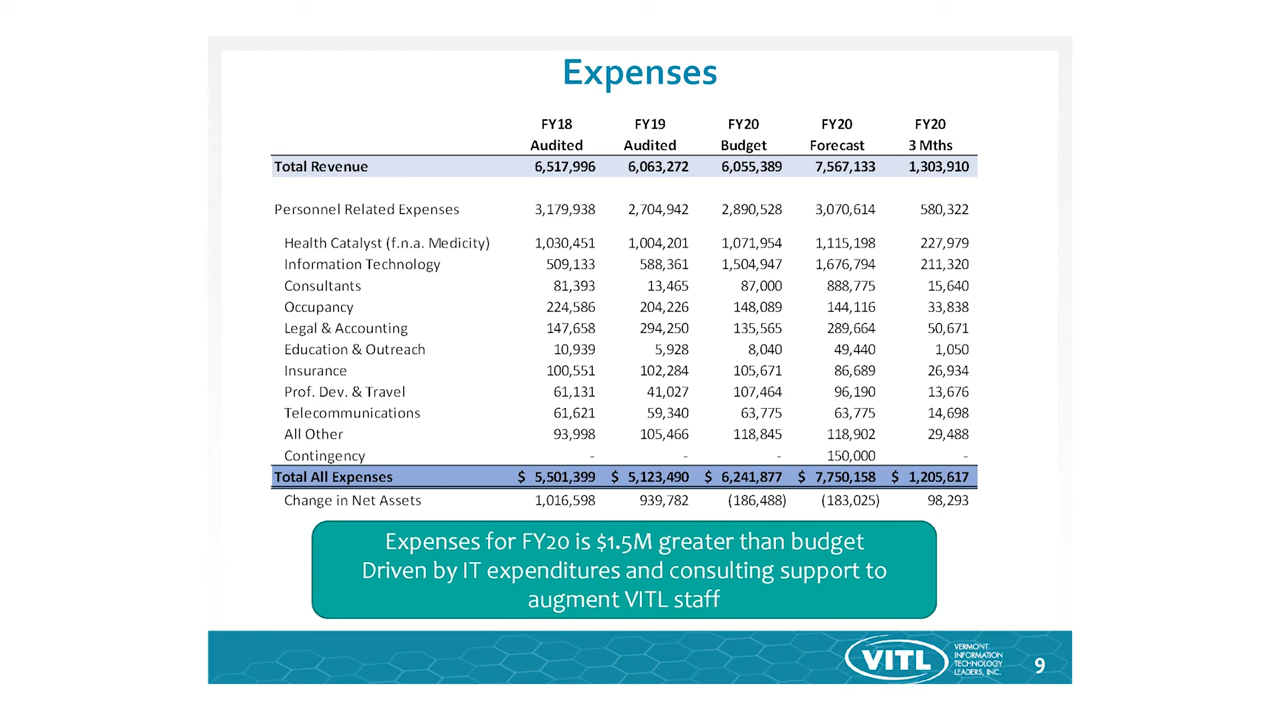 Expenses
FY18 FY19 FY20 FY20 FY20
Audited Audited Budget Forecast 3 Mths
Total Revenue 6,517,996 6,063,272 6,055,389 7,567,133 1,303,910
Personnel Related Expenses 3,179,938 2,704,942 2,890,528 3,070,614 580,322
Health Catalyst (f.n.a. Medicity) 1,030,451 1,004,201 1,071,954 1,115,198 227,979
Information Technology 509,133 588,361 1,504,947 1,676,794 211,320
Consultants 81,393 13,465 87,000 888,775 15,640
Occupancy 224,586 204,226 148,089 144,116 33,838
Legal & Accounting 147,658 294,250 135,565 289,664 50,671
Education & Outreach 10,939 5,928 8,040 49,440 1,050
Insurance 100,551 102,284 105,671 86,689 26,934
Prof. Dev. & Travel 61,131 41,027 107,464 96,190 13,676
Telecommunications 61,621 59,340 63,775 63,775 14,698
All Other 93,998 105,466 118,845 118,902 29,488
Contingency - - - 150,000 -
Total All Expenses $ 5,501,399 $ 5,123,490 $ 6,241,877 $ 7,750,158 $ 1,205,617
Change in Net Assets 1,016,598 939,782 (186,488) (183,025) 98,293
Expenses for FY20 is $1.5M greater than budget
Driven by IT expenditures and consulting support to
augment VITL staff
VITL
VERMONT
INFORMATION
TECHNOLOGY
LEADERS, INC.
9